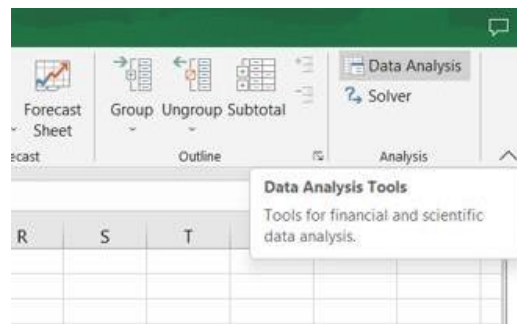 Forecast
Sheet
Group Ungroup Subtotal
Data Analysis
Solver
ecast
Outline
Analysis
Data Analysis Tools
Tools for financial and scientific
data analysis.
R S T